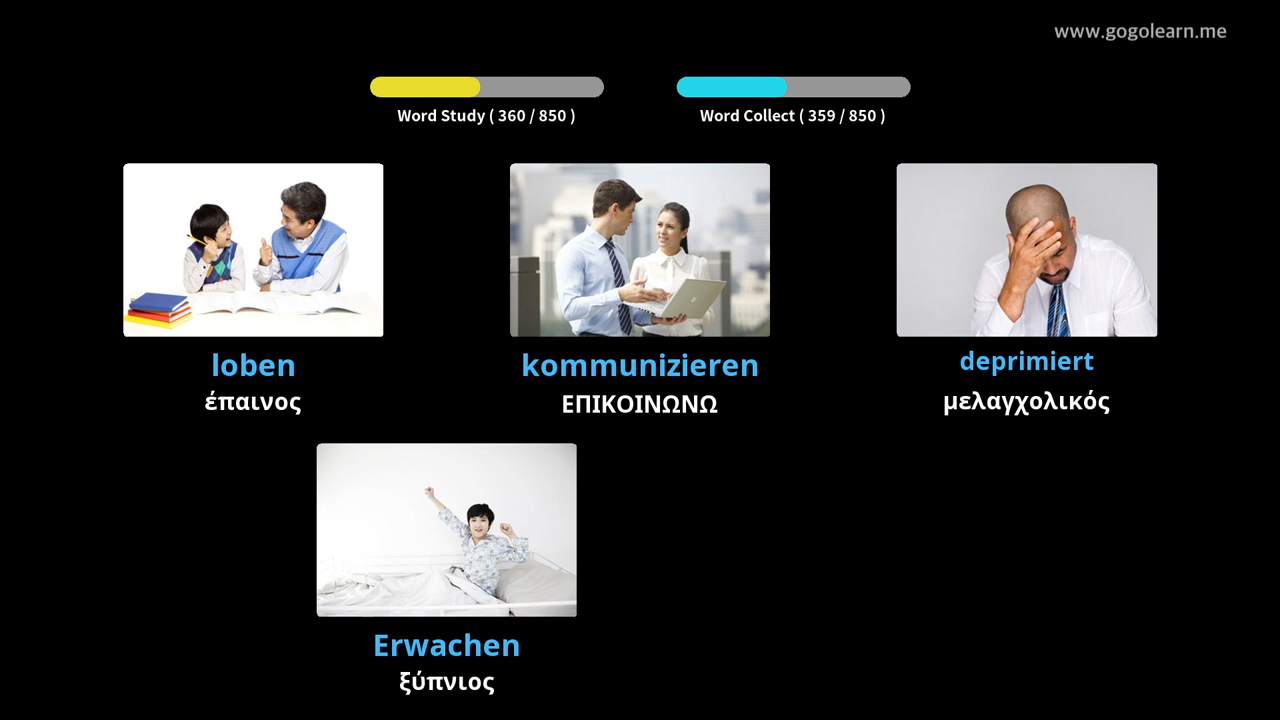 www.gogolearn.me
Word Study ( 360 / 850 )
Word Collect ( 359 / 850 )
loben
kommunizieren
deprimiert
έπαινος
ΕΠΙΚΟΙΝΩΝΩ
μελαγχολικός
Erwachen
ξύπνιος